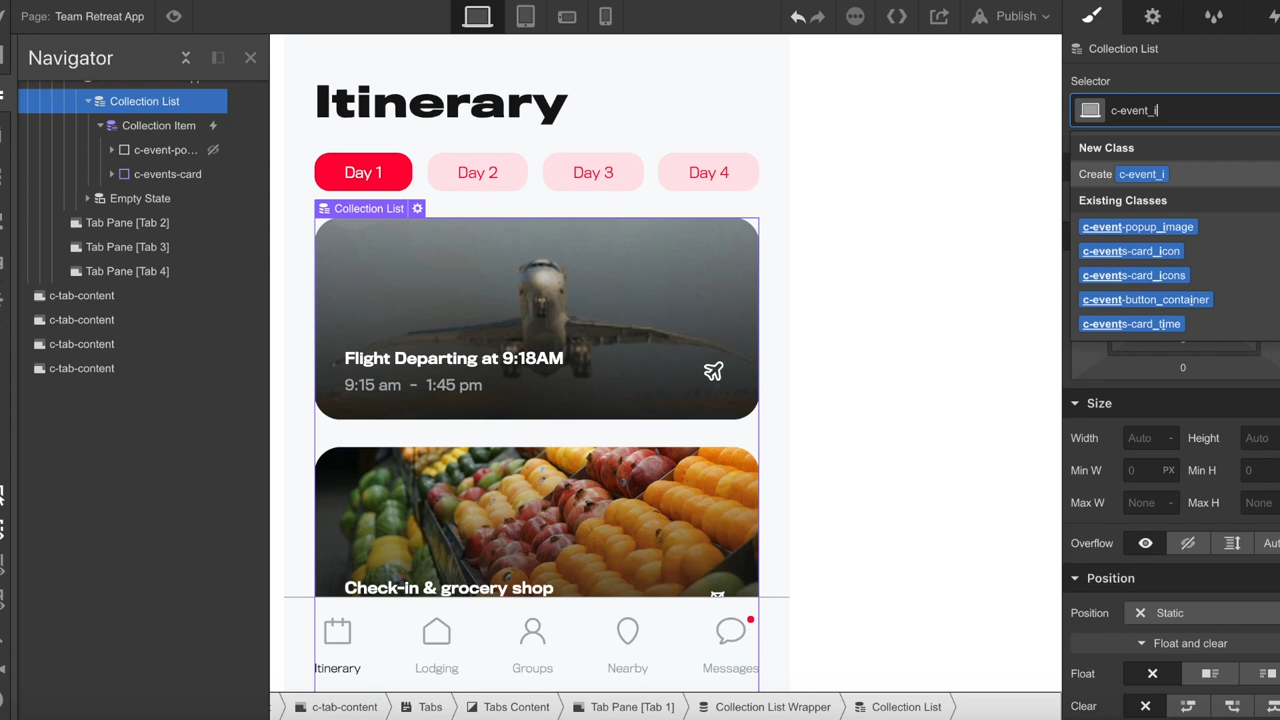 Page: Team Retreat App
Publish
Navigator
Collection List
Collection Item
c-event-po...
c-events-card
Empty State
Tab Pane [Tab 2]
Tab Pane [Tab 3]
Tab Pane [Tab 4]
c-tab-content
c-tab-content
c-tab-content
c-tab-content
Itinerary
Day 1
Day 2
Day 3
Day 4
Collection List
Flight Departing at 9:18AM
9:15 am - 1:45 pm
Check-in & grocery shop
Itinerary
Lodging
Groups
Nearby
Messages
c-tab-content
Tabs
Tabs Content
Tab Pane [Tab 1]
Collection List Wrapper
Collection List
Collection List
Selector
c-event_i
New Class
Create c-event_i
Existing Classes
c-event-popup_image
c-events-card_icon
c-events-card_icons
c-event-button_container
c-events-card_time
0
Size
Width Auto - Height Auto
Min W 0 PX Min H 0
Max W None - Max H None
Overflow
Position
Position Static
Float and clear
Float
Clear